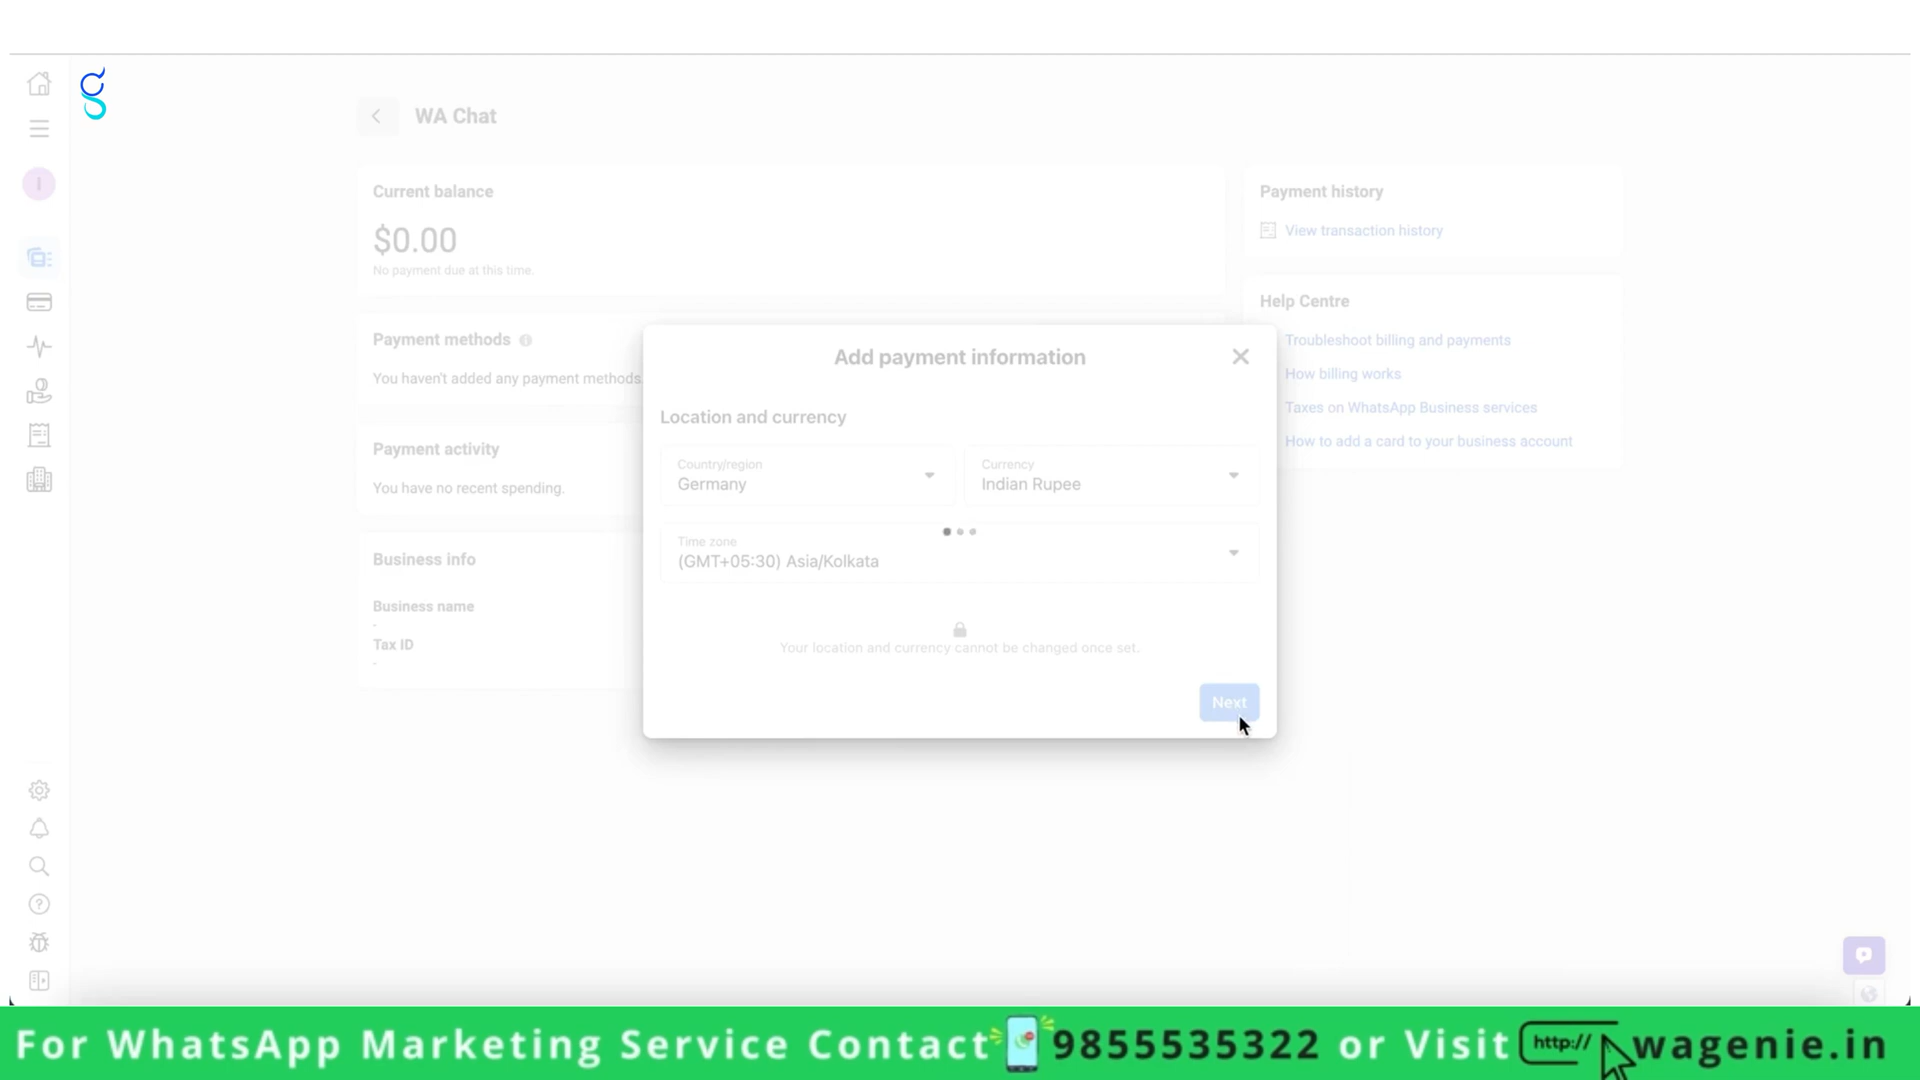 WA Chat
Current balance
$0.00
No payment due at this time.
Payment methods
You haven't added any payment methods.
Payment activity
You have no recent spending.
Business info
Business name
-
Tax ID
-
Payment history
View transaction history
Help Centre
Troubleshoot billing and payments
How billing works
Taxes on WhatsApp Business services
How to add a card to your business account
Add payment information
Location and currency
Country/region
Germany
Currency
Indian Rupee
Time zone
(GMT+05:30) Asia/Kolkata
Your location and currency cannot be changed once set.
Next
For WhatsApp Marketing Service Contact 9855535322 or Visit http:// wagenie.in